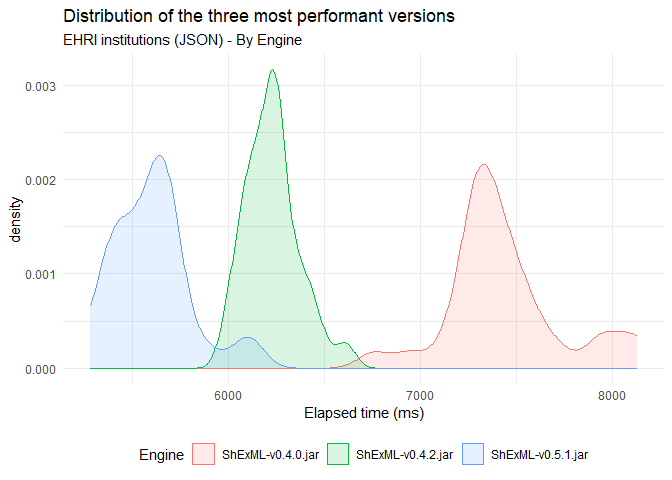 Distribution of the three most performant versions
EHRI institutions (JSON) - By Engine
0.003
0.002
0.001
0.000
density
6000 7000 8000
Elapsed time (ms)
Engine ShExML-v0.4.0.jar ShExML-v0.4.2.jar ShExML-v0.5.1.jar